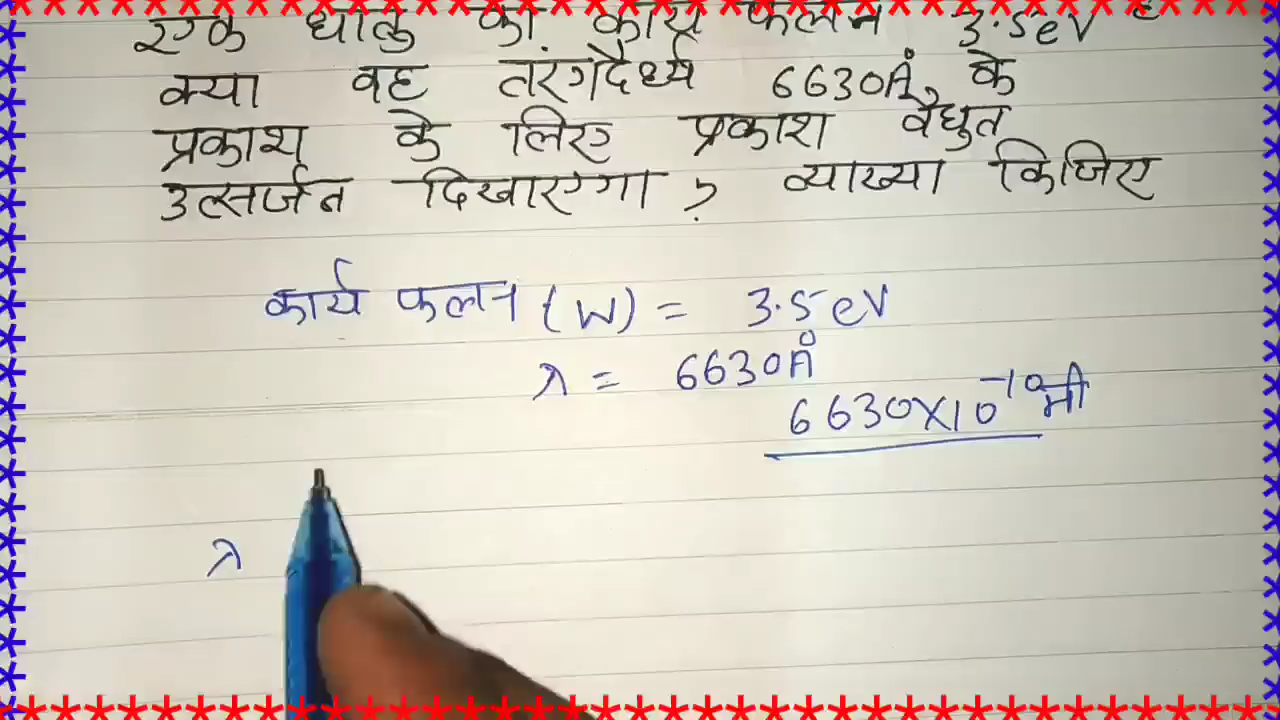 एक धातु का कार्य फलन 3.5eV है
क्या वह तरंगदैर्ध्य 6630Å, के
प्रकाश के लिए प्रकाश वैधुत
उत्सर्जन दिखाएगा ? व्याख्या किजिए
कार्य फलन (W) = 3.5eV
λ = 6630Å
6630×10⁻¹⁰मी
λ